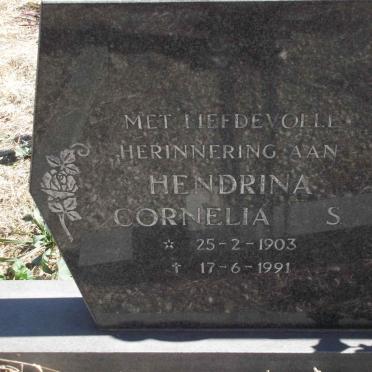 MET LIEFDEVOLLE
HERINNERING AAN
HENDRINA
CORNELIA S
* 25-2-1903
† 17-6-1991